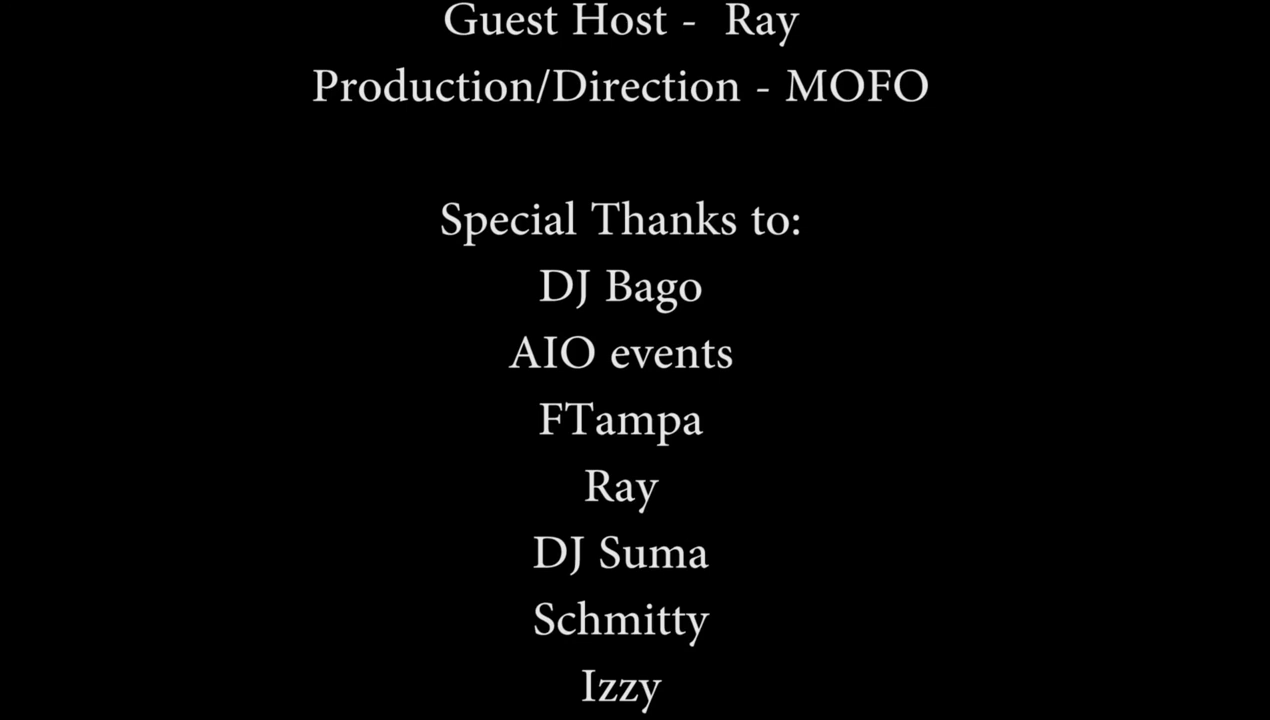 Guest Host -  Ray
Production/Direction - MOFO
Special Thanks to:
DJ Bago
AIO events
FTampa
Ray
DJ Suma
Schmitty
Izzy